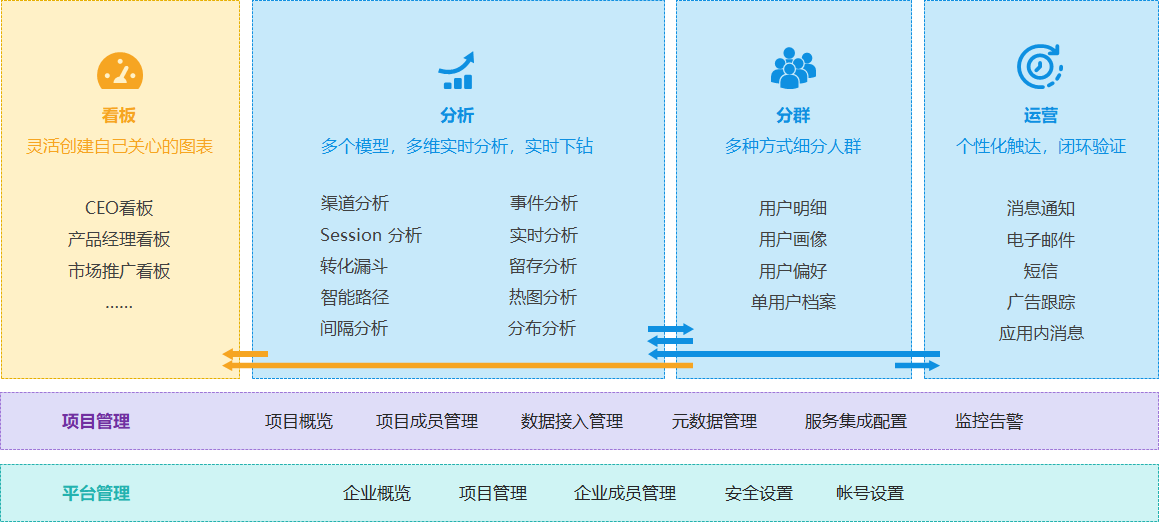 看板
灵活创建自己关心的图表
CEO看板
产品经理看板
市场推广看板
......
分析
多个模型，多维实时分析，实时下钻
渠道分析
事件分析
Session 分析
实时分析
转化漏斗
留存分析
智能路径
热图分析
间隔分析
分布分析
分群
多种方式细分人群
用户明细
用户画像
用户偏好
单用户档案
运营
个性化触达，闭环验证
消息通知
电子邮件
短信
广告跟踪
应用内消息
项目管理 项目概览 项目成员管理 数据接入管理 元数据管理 服务集成配置 监控告警
平台管理 企业概览 项目管理 企业成员管理 安全设置 帐号设置